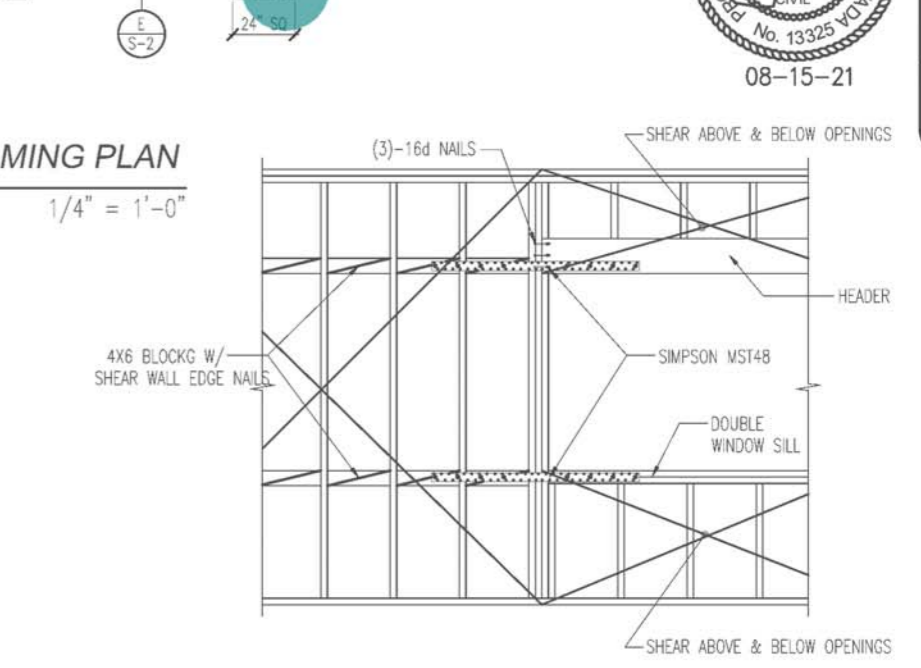 E
S-2
24" SQ
CIVIL
No. 13325
08-15-21
MING PLAN
1/4" = 1'-0"
(3)-16d NAILS
SHEAR ABOVE & BELOW OPENINGS
HEADER
4X6 BLOCKG W/
SHEAR WALL EDGE NAILS
SIMPSON MST48
DOUBLE
WINDOW SILL
SHEAR ABOVE & BELOW OPENINGS